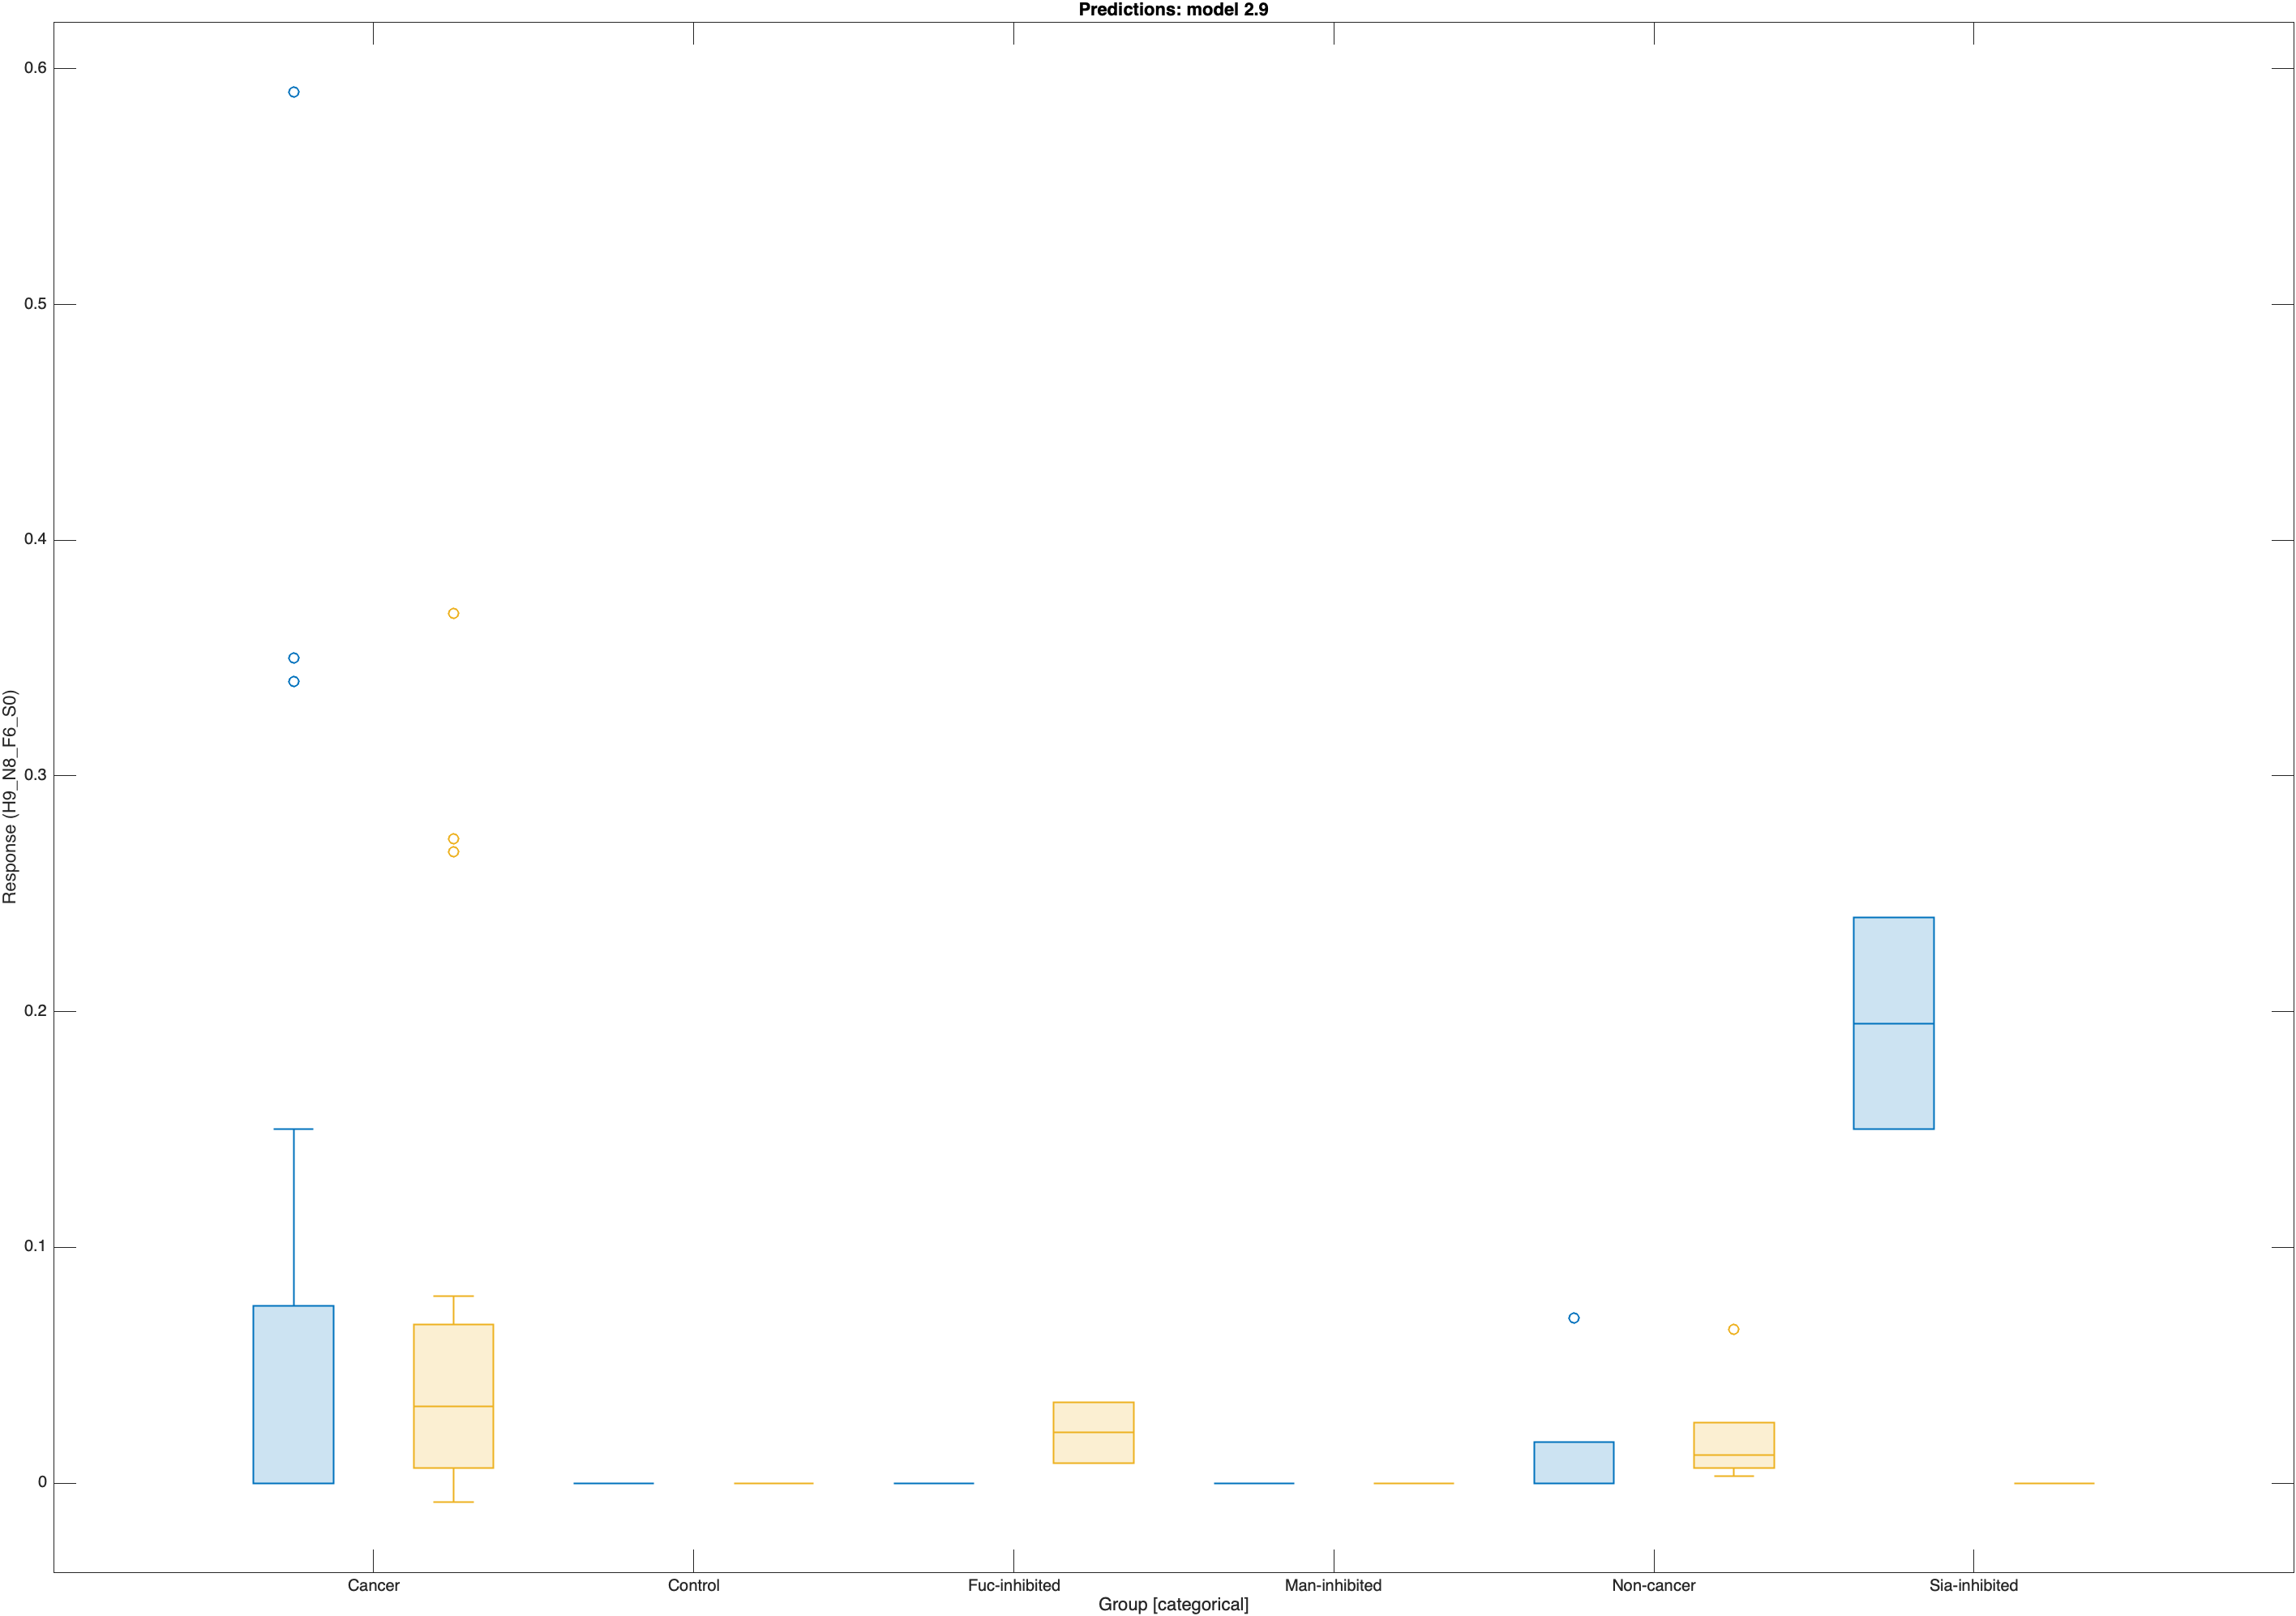 Predictions: model 2.9
0.6
0.5
0.4
0.3
0.2
0.1
0
Response (H9_N8_F6_S0)
Cancer Control Fuc-inhibited Man-inhibited Non-cancer Sia-inhibited
Group [categorical]